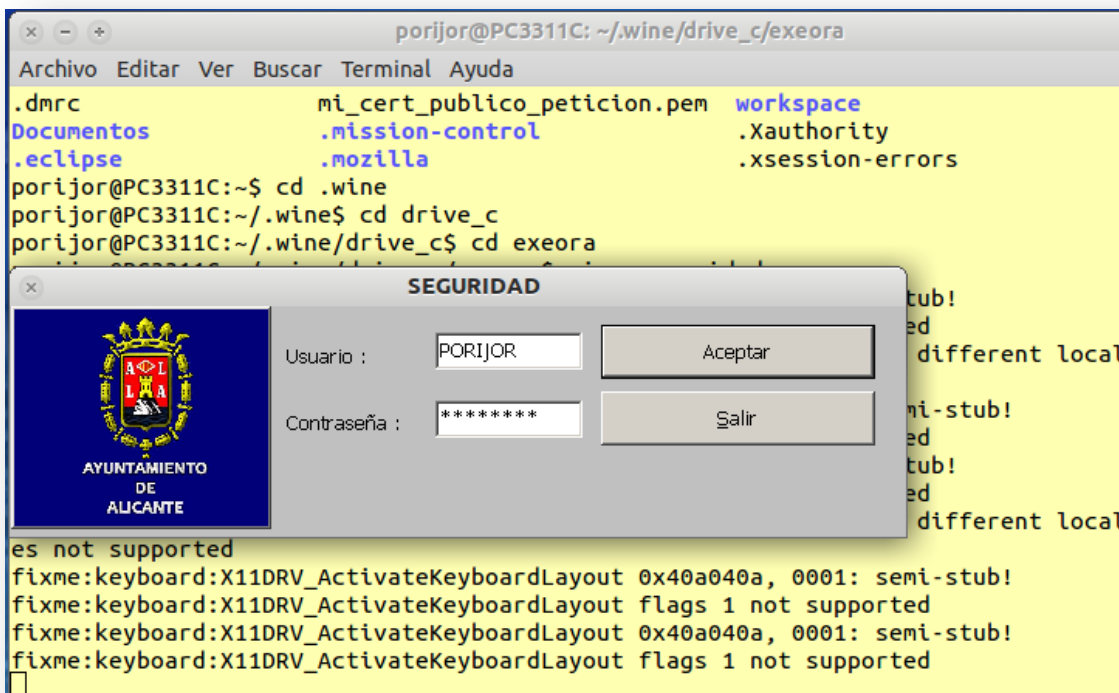 porijor@PC3311C: ~/.wine/drive_c/exeora
Archivo Editar Ver Buscar Terminal Ayuda
.dmrc mi_cert_publico_peticion.pem workspace
Documentos .mission-control .Xauthority
.eclipse .mozilla .xsession-errors
porijor@PC3311C:~$ cd .wine
porijor@PC3311C:~/.wine$ cd drive_c
porijor@PC3311C:~/.wine/drive_c$ cd exeora
SEGURIDAD
AYUNTAMIENTO
DE
ALICANTE
Usuario : PORIJOR Aceptar
Contraseña : ******** Salir
tub!
ed
different local
mi-stub!
ed
tub!
ed
different local
es not supported
fixme:keyboard:X11DRV_ActivateKeyboardLayout 0x40a040a, 0001: semi-stub!
fixme:keyboard:X11DRV_ActivateKeyboardLayout flags 1 not supported
fixme:keyboard:X11DRV_ActivateKeyboardLayout 0x40a040a, 0001: semi-stub!
fixme:keyboard:X11DRV_ActivateKeyboardLayout flags 1 not supported